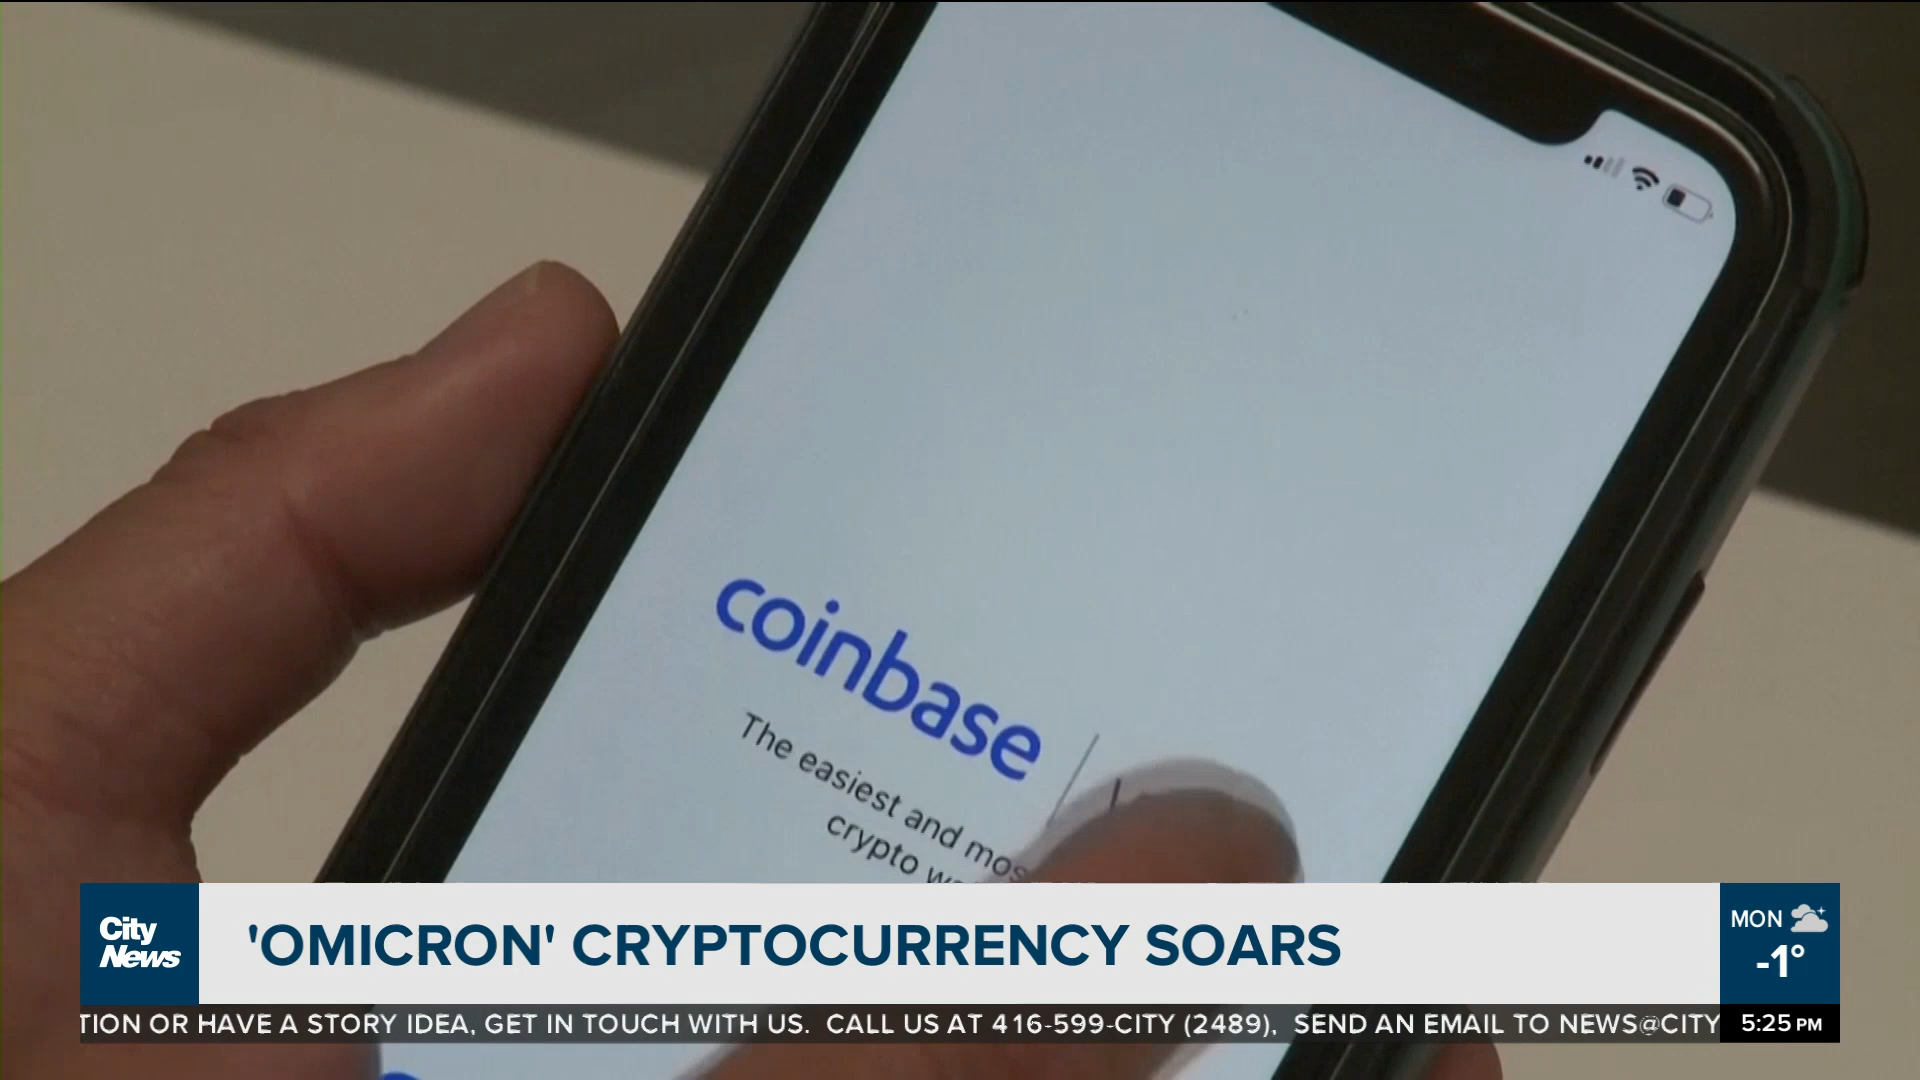 coinbase
The easiest and mos
crypto
City
News
'OMICRON' CRYPTOCURRENCY SOARS
MON
-1°
TION OR HAVE A STORY IDEA, GET IN TOUCH WITH US. CALL US AT 416-599-CITY (2489), SEND AN EMAIL TO NEWS@CITY
5:25 PM